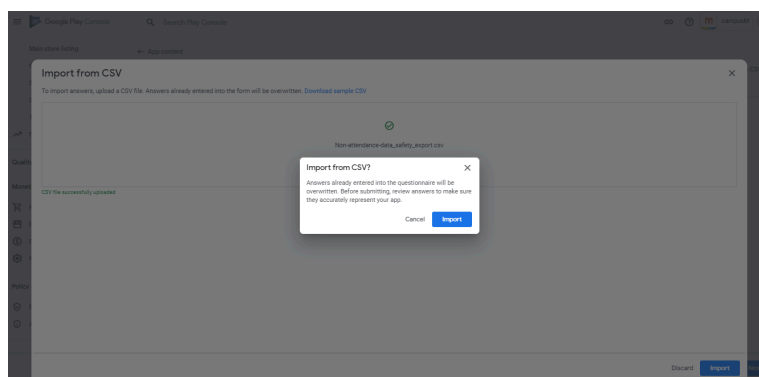 Google Play Console
Search Play Console
Main store listing
App content
Import from CSV
To import answers, upload a CSV file. Answers already entered into the form will be overwritten. Download sample CSV
Non-attendance-data_safety_export.csv
CSV file successfully uploaded
Import from CSV?
Answers already entered into the questionnaire will be
overwritten. Before submitting, review answers to make sure
they accurately represent your app.
Cancel Import
Policy
Discard Import